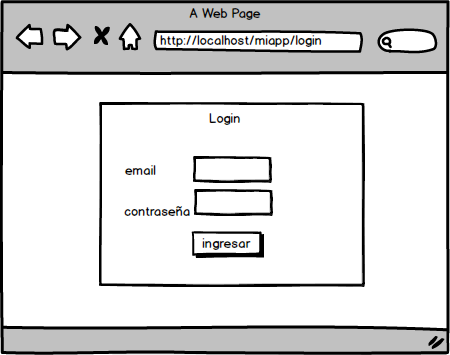 A Web Page
http://localhost/miapp/login
Login
email
contraseña
ingresar